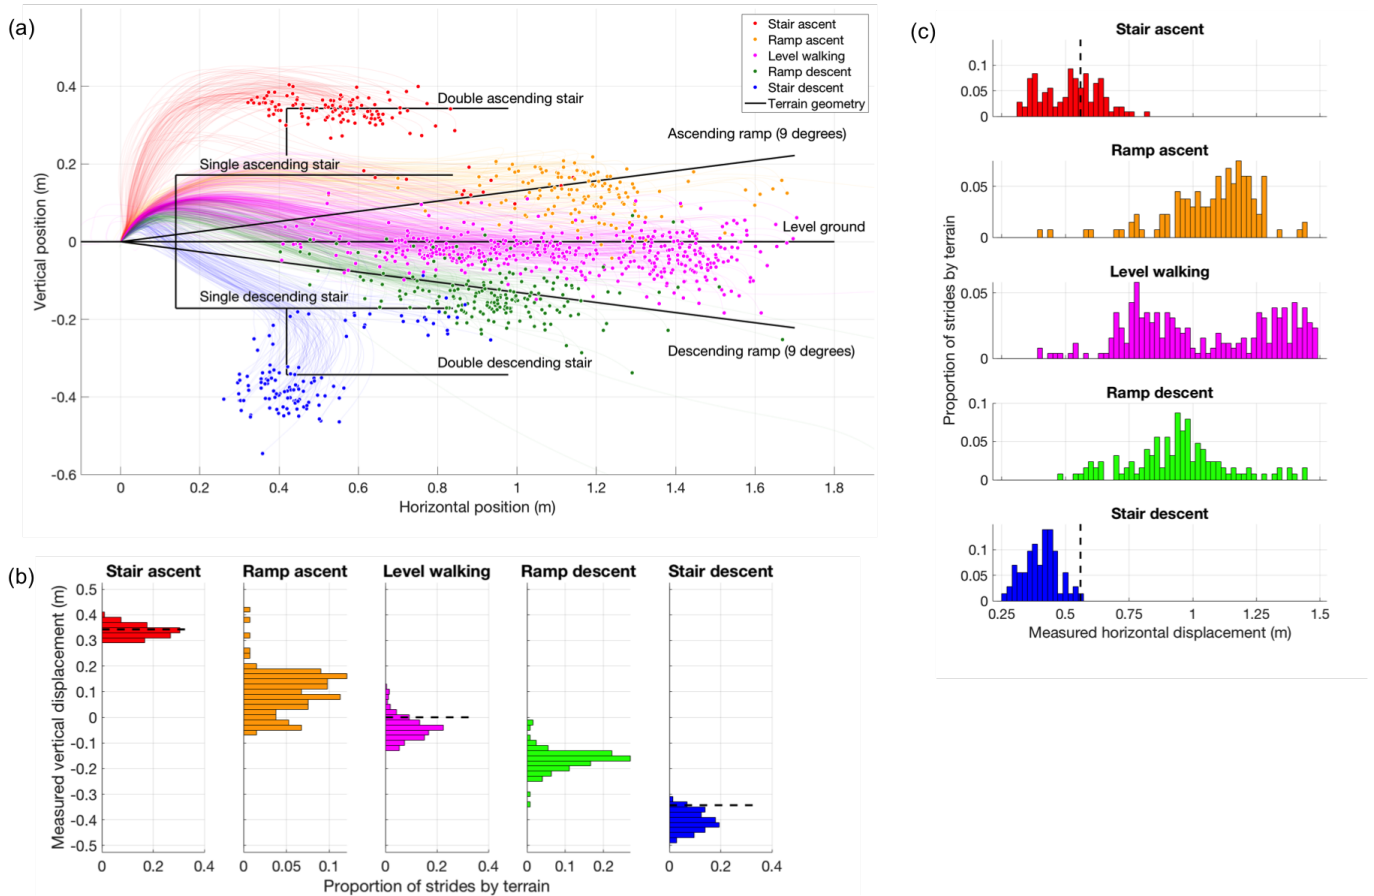 (a)
Stair ascent
Ramp ascent
Level walking
Ramp descent
Stair descent
Terrain geometry
Double ascending stair
Ascending ramp (9 degrees)
Single ascending stair
Level ground
Single descending stair
Descending ramp (9 degrees)
Double descending stair
Vertical position (m)
0.4
0.2
0
-0.2
-0.4
-0.6
0 0.2 0.4 0.6 0.8 1 1.2 1.4 1.6 1.8
Horizontal position (m)
(b)
Stair ascent Ramp ascent Level walking Ramp descent Stair descent
Measured vertical displacement (m)
0.5
0.4
0.3
0.2
0.1
0
-0.1
-0.2
-0.3
-0.4
-0.5
0 0.2 0.4 0 0.05 0.1 0 0.2 0.4 0 0.1 0.2 0 0.2 0.4
Proportion of strides by terrain
(c)
Stair ascent
0.1
0.05
0
Ramp ascent
0.05
0
Level walking
0.05
0
Ramp descent
0.1
0.05
0
Stair descent
0.1
0.05
0
0.25 0.5 0.75 1 1.25 1.5
Measured horizontal displacement (m)
Proportion of strides by terrain